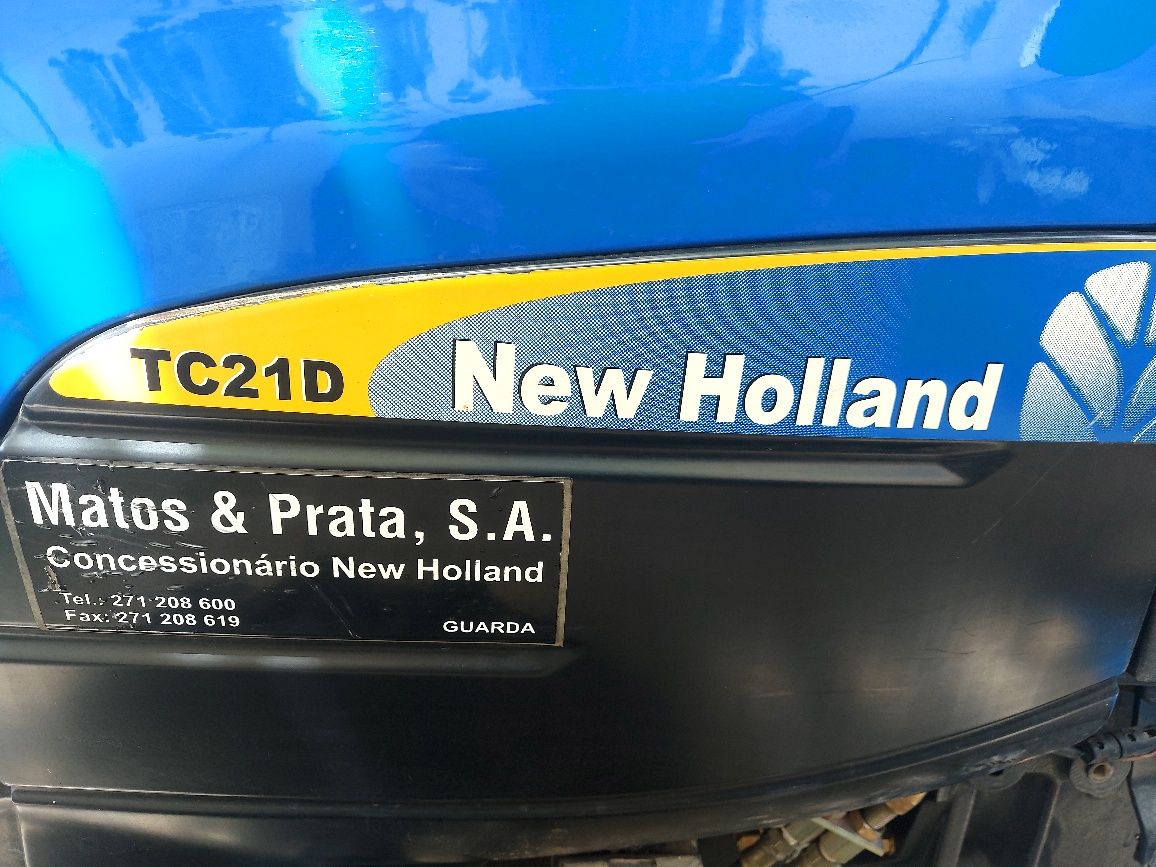 TC21D New Holland
Matos & Prata, S.A.
Concessionário New Holland
Tel.: 271 208 600
Fax: 271 208 619
GUARDA